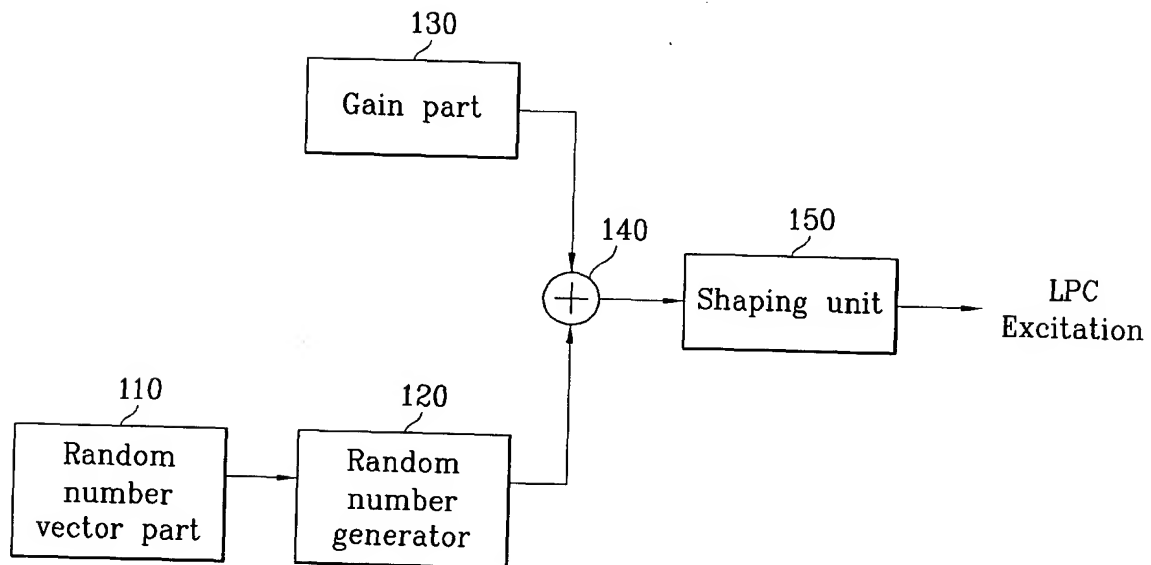 130
Gain part
140
150
Shaping unit
LPC
Excitation
110
Random
number
vector part
120
Random
number
generator